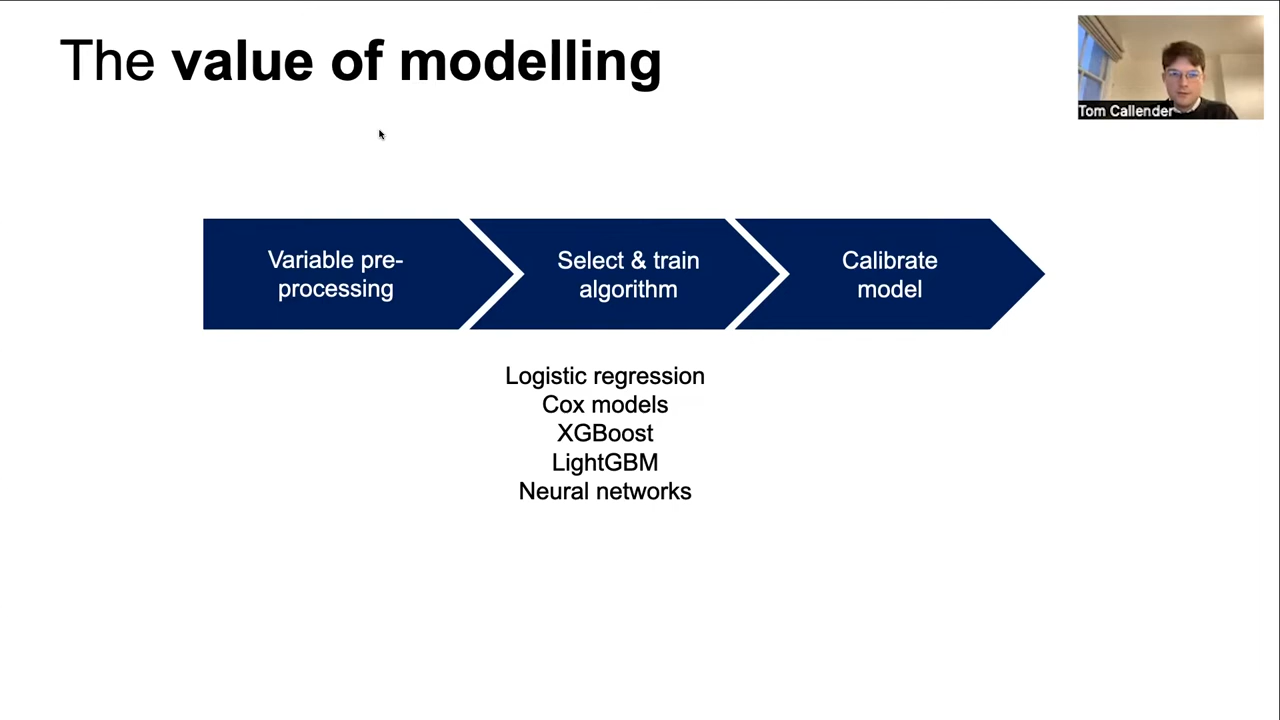 The value of modelling
Tom Callender
Variable pre-
processing
Select & train
algorithm
Calibrate
model
Logistic regression
Cox models
XGBoost
LightGBM
Neural networks